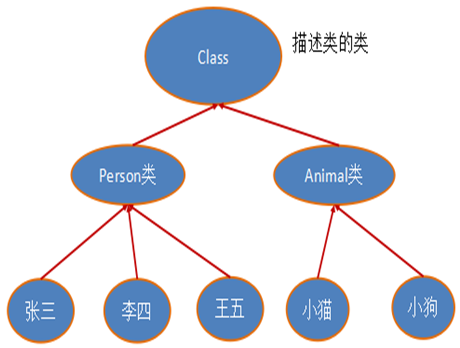 Class
描述类的类
Person类
Animal类
张三
李四
王五
小猫
小狗